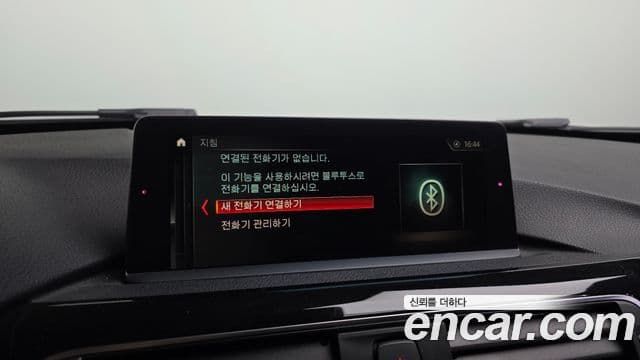 지침
16:44
연결된 전화기가 없습니다.
이 기능을 사용하시려면 블루투스로
전화기를 연결하십시오.
새 전화기 연결하기
전화기 관리하기
신뢰를 더하다
encar.com